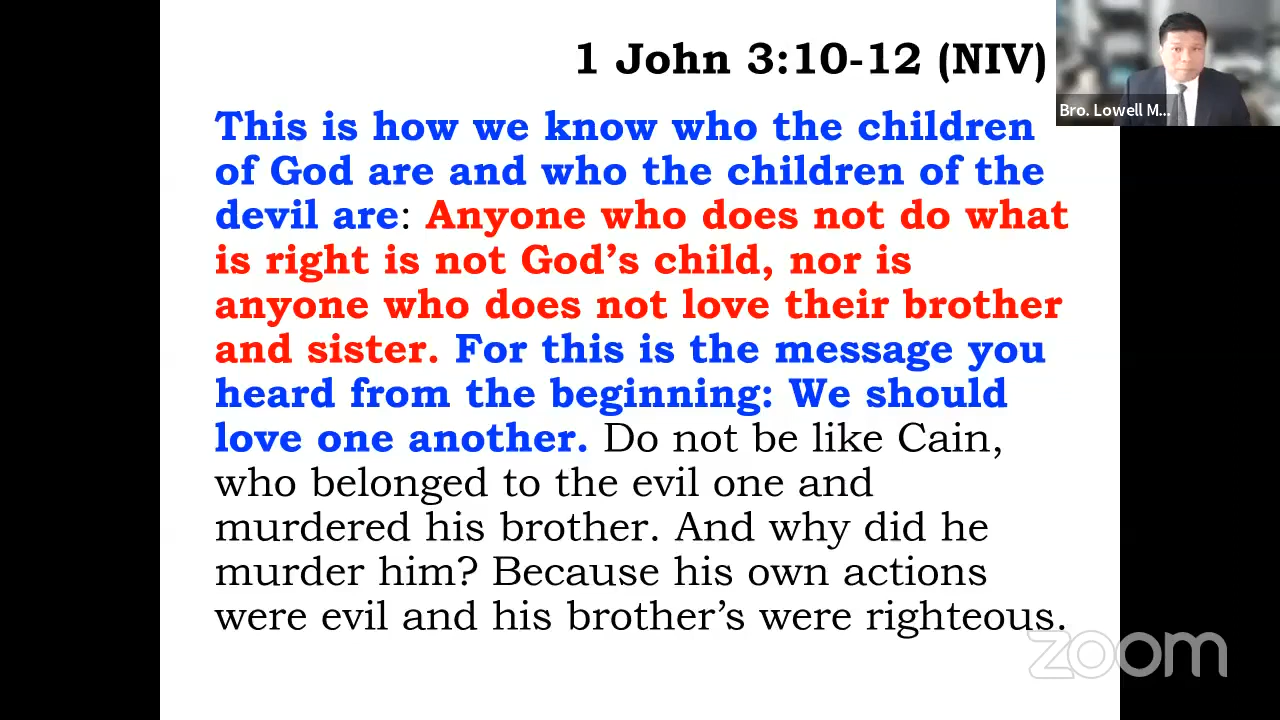 1 John 3:10-12 (NIV)
Bro. Lowell M...
This is how we know who the children
of God are and who the children of the
devil are: Anyone who does not do what
is right is not God’s child, nor is
anyone who does not love their brother
and sister. For this is the message you
heard from the beginning: We should
love one another. Do not be like Cain,
who belonged to the evil one and
murdered his brother. And why did he
murder him? Because his own actions
were evil and his brother’s were righteous.
zoom